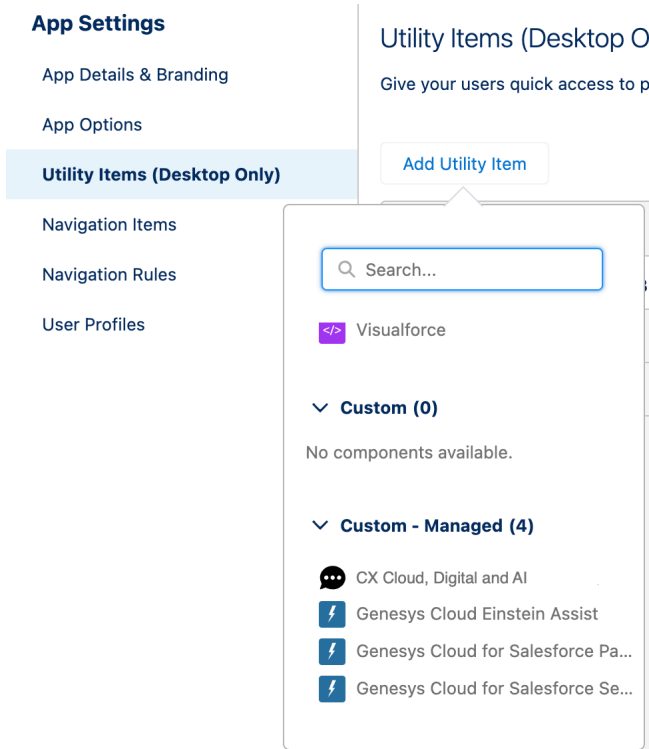 App Settings
App Details & Branding
App Options
Utility Items (Desktop Only)
Navigation Items
Navigation Rules
User Profiles
Utility Items (Desktop O
Give your users quick access to p
Add Utility Item
Search...
</> Visualforce
Custom (0)
No components available.
Custom - Managed (4)
CX Cloud, Digital and AI
Genesys Cloud Einstein Assist
Genesys Cloud for Salesforce Pa...
Genesys Cloud for Salesforce Se...